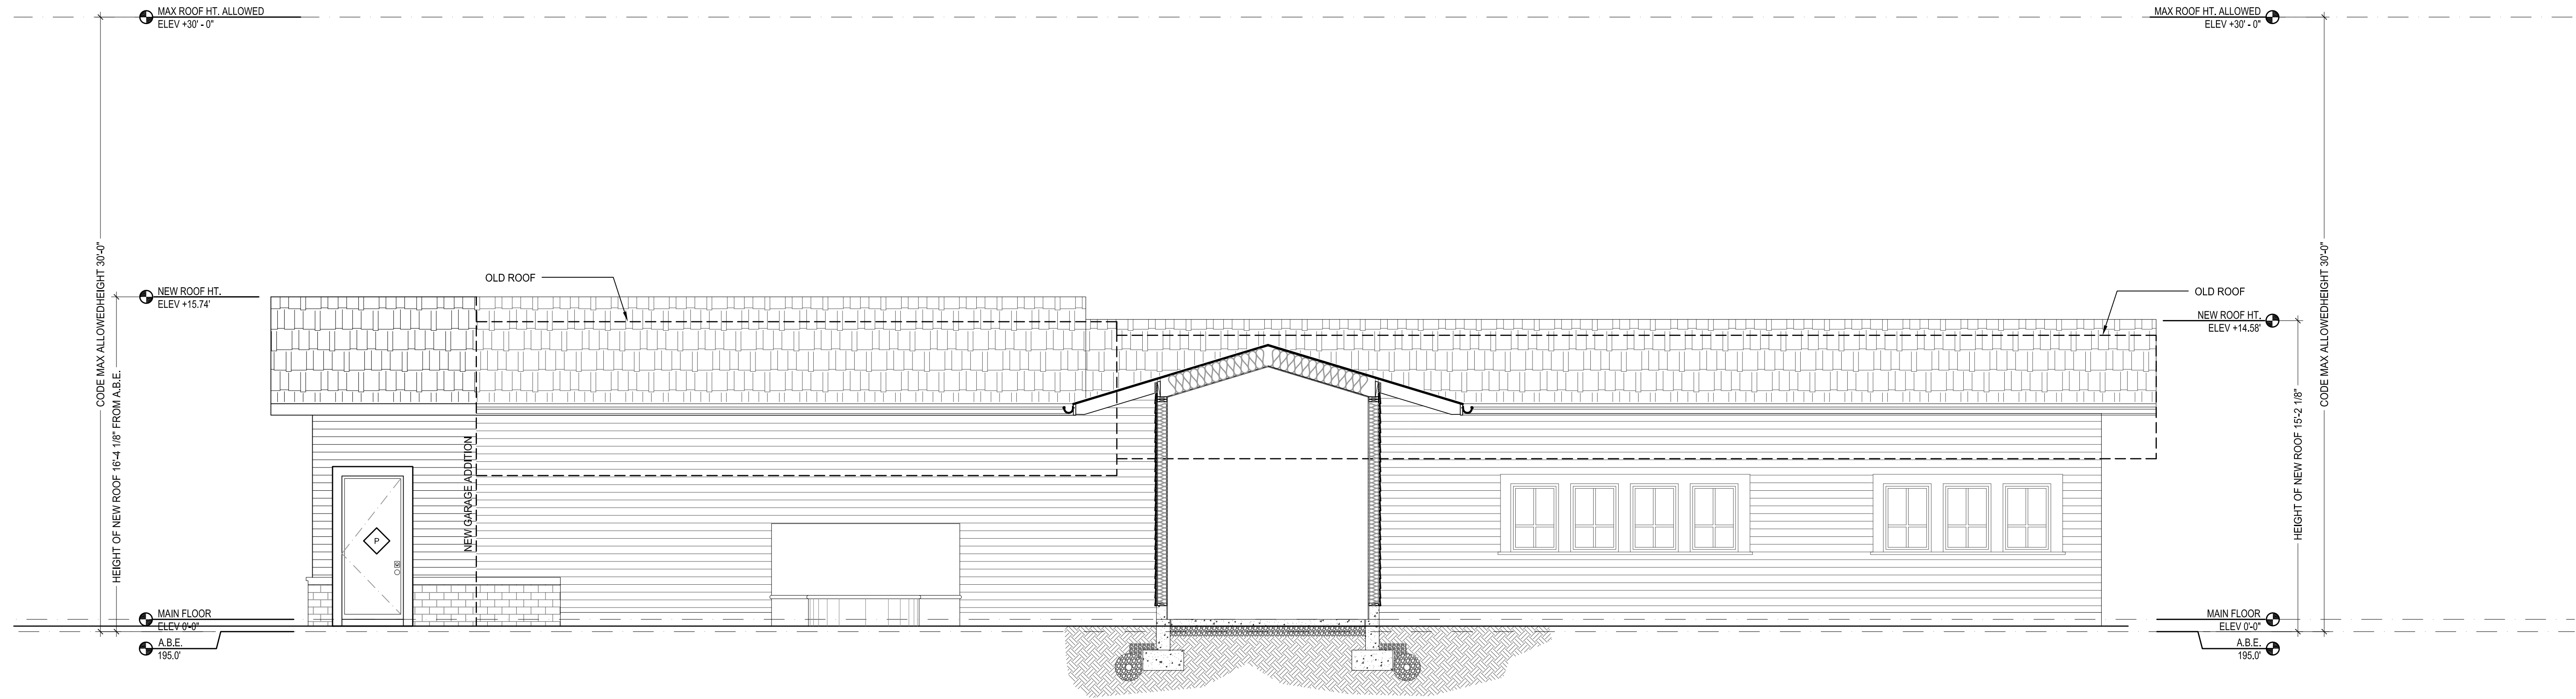 MAX ROOF HT. ALLOWED
ELEV +30' - 0"
MAX ROOF HT. ALLOWED
ELEV +30' - 0"
CODE MAX ALLOWEDHEIGHT 30'-0"
HEIGHT OF NEW ROOF 16'-4 1/8" FROM A.B.E.
NEW ROOF HT.
ELEV +15.74'
OLD ROOF
OLD ROOF
NEW ROOF HT.
ELEV +14.58'
HEIGHT OF NEW ROOF 15'-2 1/8"
CODE MAX ALLOWEDHEIGHT 30'-0"
NEW GARAGE ADDITION
P
MAIN FLOOR
ELEV 0'-0"
A.B.E.
195.0'
MAIN FLOOR
ELEV 0'-0"
A.B.E.
195.0'